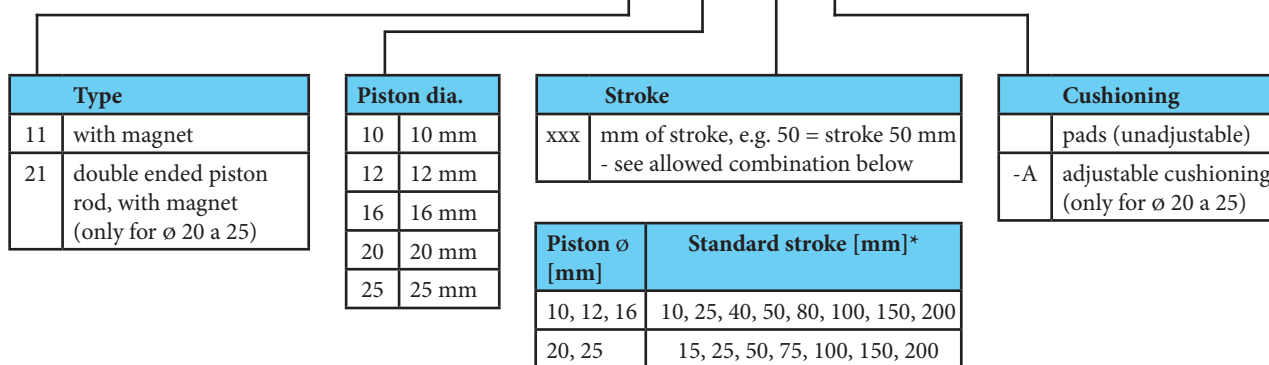 Type
11 with magnet
21 double ended piston
rod, with magnet
(only for ø 20 a 25)
Piston dia.
10 10 mm
12 12 mm
16 16 mm
20 20 mm
25 25 mm
Stroke
xxx mm of stroke, e.g. 50 = stroke 50 mm
- see allowed combination below
Piston ø Standard stroke [mm]*
[mm]
10, 12, 16 10, 25, 40, 50, 80, 100, 150, 200
20, 25 15, 25, 50, 75, 100, 150, 200
Cushioning
pads (unadjustable)
-A adjustable cushioning
(only for ø 20 a 25)